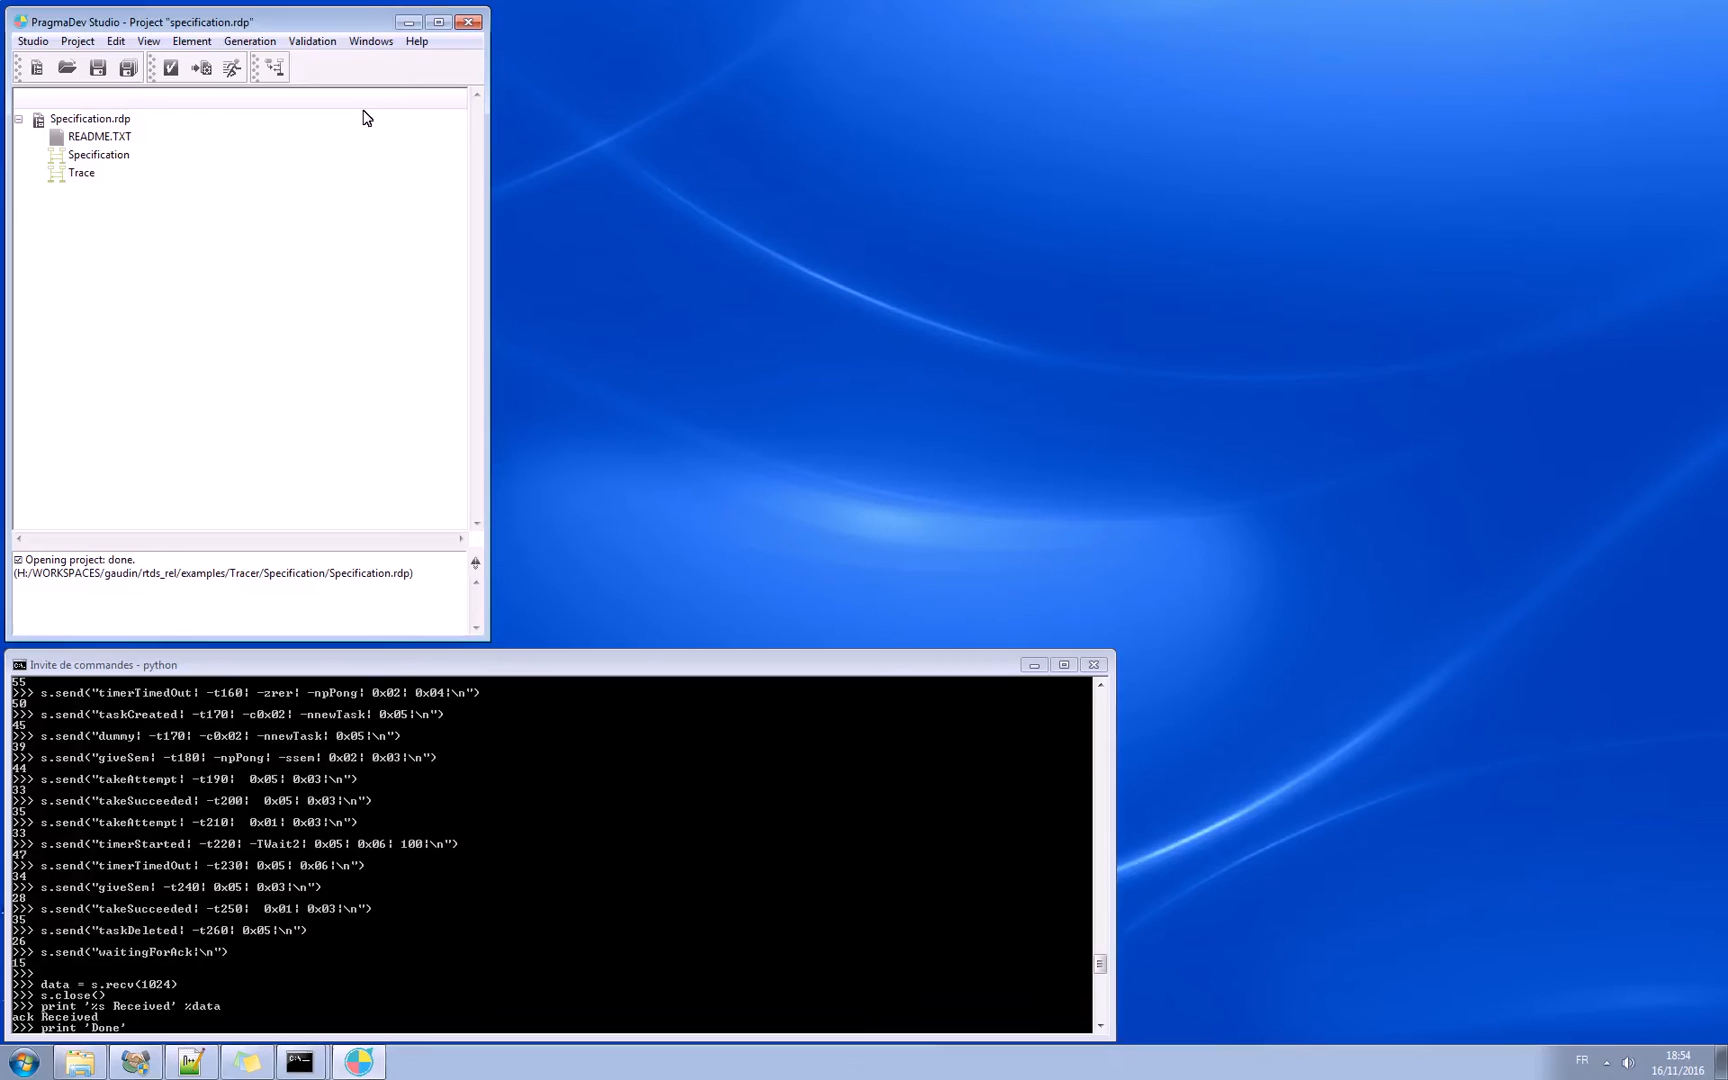 PragmaDev Studio - Project "specification.rdp"
Studio Project Edit View Element Generation Validation Windows Help
Specification.rdp
README.TXT
Specification
Trace
Opening project: done.
(H:/WORKSPACES/gaudin/rtds_rel/examples/Tracer/Specification/Specification.rdp)
Invite de commandes - python
55
>>> s.send("timerTimedOut| -t160| -zrer| -npPong| 0x02| 0x04|\n")
50
>>> s.send("taskCreated| -t170| -c0x02| -nnewTask| 0x05|\n")
45
>>> s.send("dummy| -t170| -c0x02| -nnewTask| 0x05|\n")
39
>>> s.send("giveSem| -t180| -npPong| -ssem| 0x02| 0x03|\n")
44
>>> s.send("takeAttempt| -t190|  0x05| 0x03|\n")
33
>>> s.send("takeSucceeded| -t200|  0x05| 0x03|\n")
35
>>> s.send("takeAttempt| -t210|  0x01| 0x03|\n")
33
>>> s.send("timerStarted| -t220| -TWait2| 0x05| 0x06| 100|\n")
47
>>> s.send("timerTimedOut| -t230| 0x05| 0x06|\n")
34
>>> s.send("giveSem| -t240| 0x05| 0x03|\n")
28
>>> s.send("takeSucceeded| -t250|  0x01| 0x03|\n")
35
>>> s.send("taskDeleted| -t260| 0x05|\n")
26
>>> s.send("waitingForAck|\n")
15
>>>
>>> data = s.recv(1024)
>>> s.close()
>>> print '%s Received' %data
ack Received
>>> print 'Done'
FR
18:54
16/11/2016